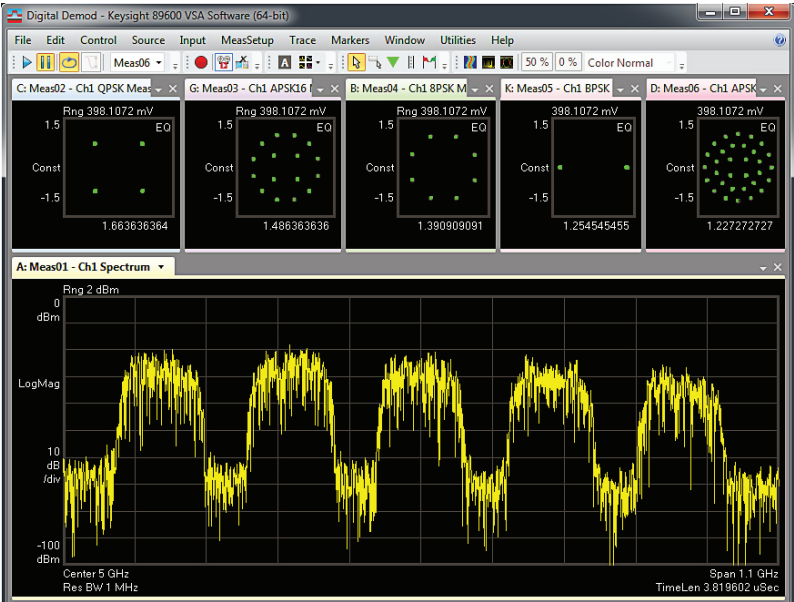 Digital Demod - Keysight 89600 VSA Software (64-bit)
File Edit Control Source Input MeasSetup Trace Markers Window Utilities Help
Meas06 A 50 % 0 % Color Normal
C: Meas02 - Ch1 QPSK Meas
Rng 398.1072 mV
1.5 EQ
Const
-1.5
1.663636364
G: Meas03 - Ch1 APSK16
Rng 398.1072 mV
1.5 EQ
Const
-1.5
1.486363636
B: Meas04 - Ch1 8PSK M
Rng 398.1072 mV
1.5 EQ
Const
-1.5
1.390909091
K: Meas05 - Ch1 BPSK
398.1072 mV
1.5 EQ
Const
-1.5
1.254545455
D: Meas06 - Ch1 APSK
398.1072 mV
1.5 EQ
Const
-1.5
1.227272727
A: Meas01 - Ch1 Spectrum
Rng 2 dBm
0
dBm
LogMag
10
dB
/div
-100
dBm
Center 5 GHz Span 1.1 GHz
Res BW 1 MHz TimeLen 3.819602 uSec